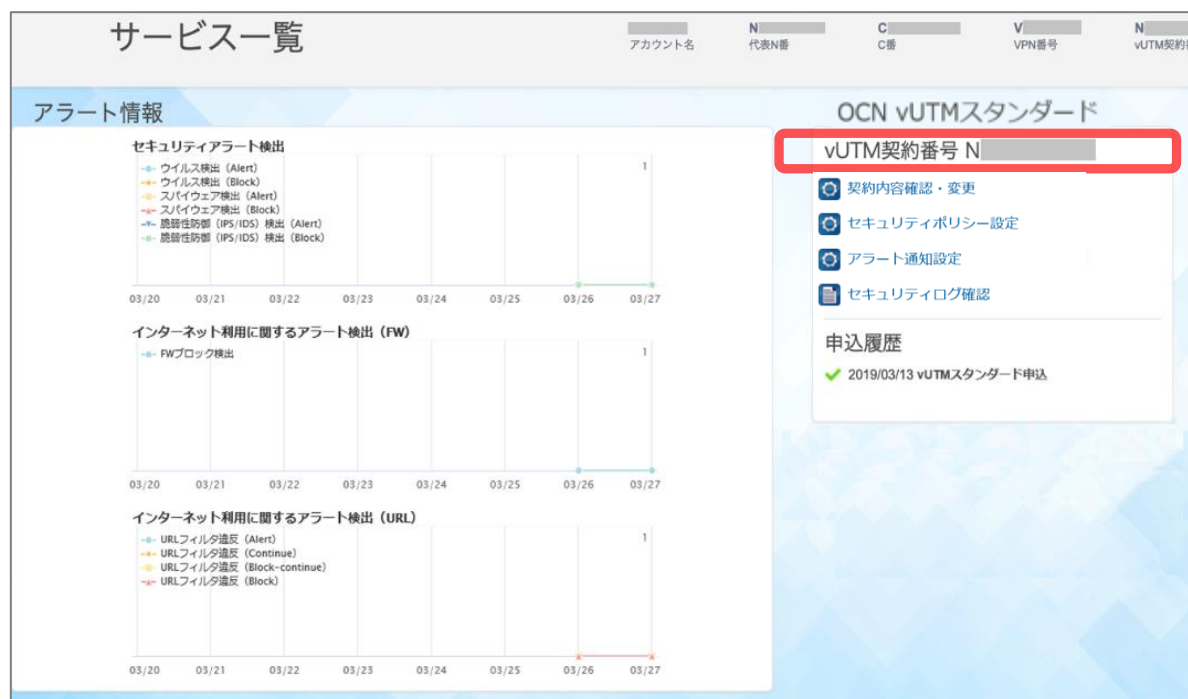 サービス一覧
アカウント名
N
代表N番
C
C番
V
VPN番号
N
vUTM契約
アラート情報
セキュリティアラート検出
ウイルス検出（Alert）
ウイルス検出（Block）
スパイウェア検出（Alert）
スパイウェア検出（Block）
脆弱性防御（IPS/IDS）検出（Alert）
脆弱性防御（IPS/IDS）検出（Block）
1
03/20 03/21 03/22 03/23 03/24 03/25 03/26 03/27
インターネット利用に関するアラート検出（FW）
FWブロック検出
1
03/20 03/21 03/22 03/23 03/24 03/25 03/26 03/27
インターネット利用に関するアラート検出（URL）
URLフィルタ違反（Alert）
URLフィルタ違反（Continue）
URLフィルタ違反（Block-continue）
URLフィルタ違反（Block）
1
03/20 03/21 03/22 03/23 03/24 03/25 03/26 03/27
OCN vUTMスタンダード
vUTM契約番号 N
契約内容確認・変更
セキュリティポリシー設定
アラート通知設定
セキュリティログ確認
申込履歴
2019/03/13 vUTMスタンダード申込